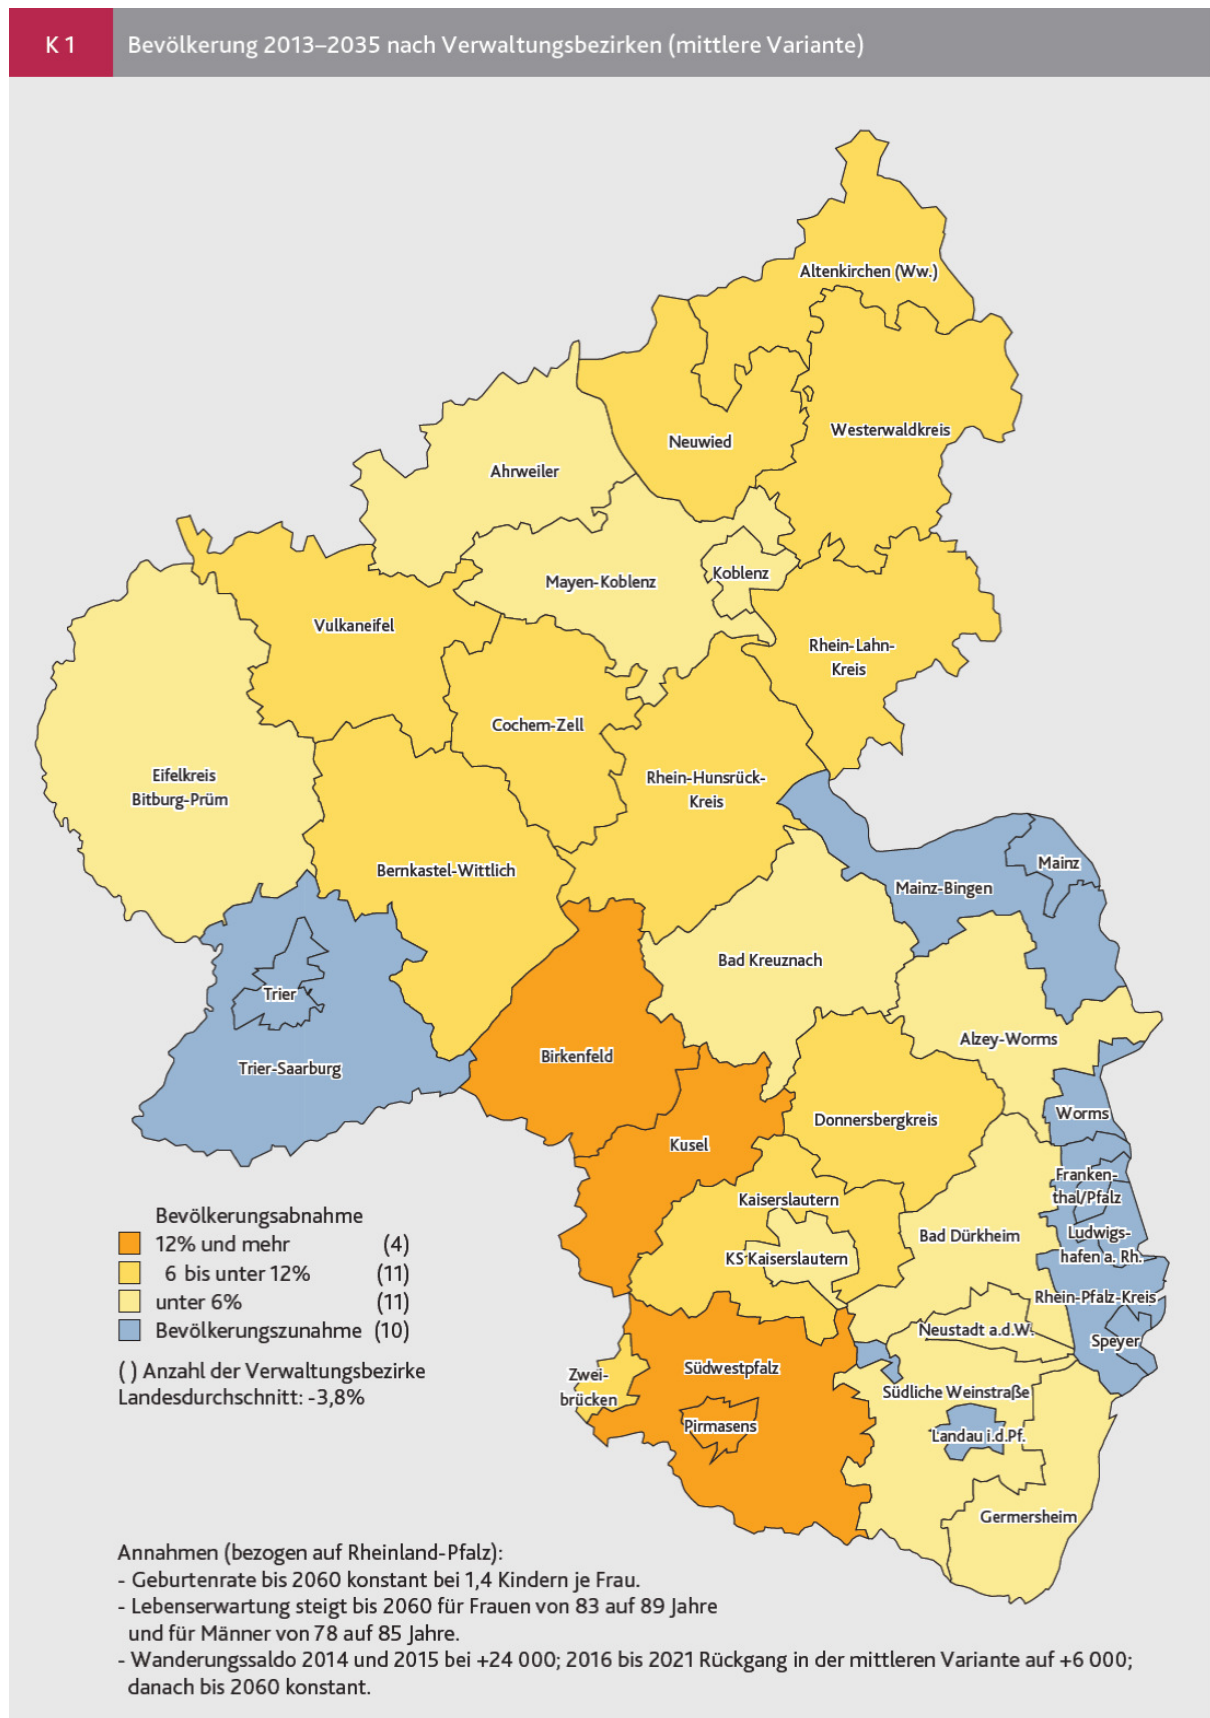 K 1
Bevölkerung 2013–2035 nach Verwaltungsbezirken (mittlere Variante)
Altenkirchen (Ww.)
Neuwied
Westerwaldkreis
Ahrweiler
Mayen-Koblenz
Koblenz
Vulkaneifel
Rhein-Lahn-
Kreis
Cochem-Zell
Eifelkreis
Bitburg-Prüm
Rhein-Hunsrück-
Kreis
Bernkastel-Wittlich
Mainz
Mainz-Bingen
Bad Kreuznach
Trier
Trier-Saarburg
Birkenfeld
Alzey-Worms
Worms
Donnersbergkreis
Kusel
Franken-
thal/Pfalz
Kaiserslautern
Ludwigs-
hafen a. Rh.
Bad Dürkheim
KS Kaiserslautern
Rhein-Pfalz-Kreis
Neustadt a.d.W.
Speyer
Südwestpfalz
Zwei-
brücken
Südliche Weinstraße
Pirmasens
Landau i.d.Pf.
Germersheim
Bevölkerungsabnahme
12% und mehr (4)
6 bis unter 12% (11)
unter 6% (11)
Bevölkerungszunahme (10)
( ) Anzahl der Verwaltungsbezirke
Landesdurchschnitt: -3,8%
Annahmen (bezogen auf Rheinland-Pfalz):
- Geburtenrate bis 2060 konstant bei 1,4 Kindern je Frau.
- Lebenserwartung steigt bis 2060 für Frauen von 83 auf 89 Jahre
und für Männer von 78 auf 85 Jahre.
- Wanderungssaldo 2014 und 2015 bei +24 000; 2016 bis 2021 Rückgang in der mittleren Variante auf +6 000;
danach bis 2060 konstant.